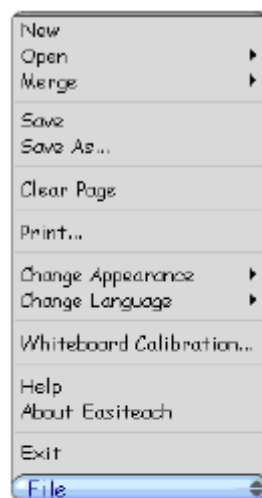 New
Open
Merge
Save
Save As...
Clear Page
Print...
Change Appearance
Change Language
Whiteboard Calibration...
Help
About Easiteach
Exit
File